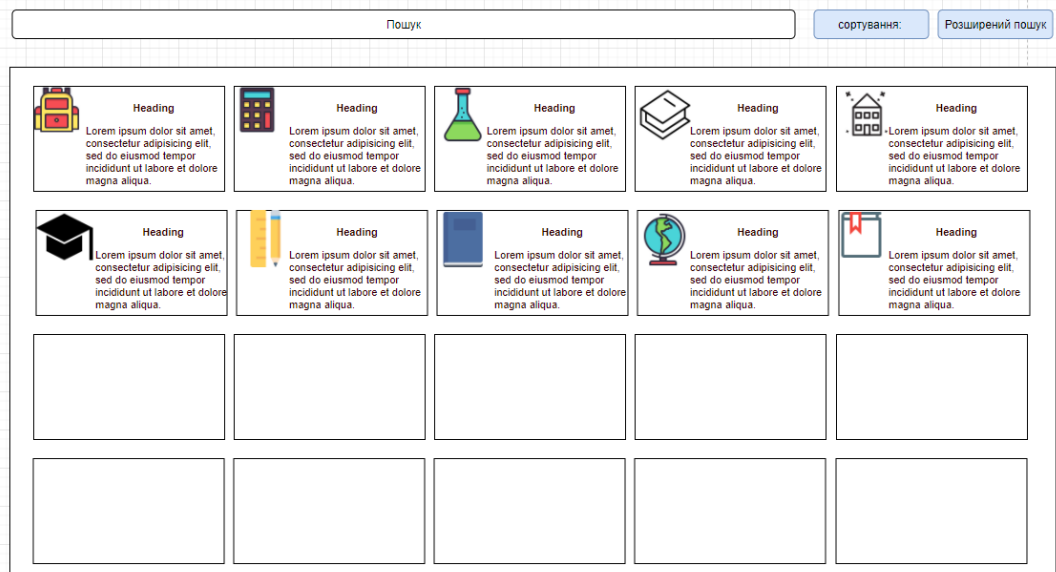 Пошук
сортування:
Розширений пошук
Heading
Lorem ipsum dolor sit amet,
consectetur adipisicing elit,
sed do eiusmod tempor
incididunt ut labore et dolore
magna aliqua.
Heading
Lorem ipsum dolor sit amet,
consectetur adipisicing elit,
sed do eiusmod tempor
incididunt ut labore et dolore
magna aliqua.
Heading
Lorem ipsum dolor sit amet,
consectetur adipisicing elit,
sed do eiusmod tempor
incididunt ut labore et dolore
magna aliqua.
Heading
Lorem ipsum dolor sit amet,
consectetur adipisicing elit,
sed do eiusmod tempor
incididunt ut labore et dolore
magna aliqua.
Heading
Lorem ipsum dolor sit amet,
consectetur adipisicing elit,
sed do eiusmod tempor
incididunt ut labore et dolore
magna aliqua.
Heading
Lorem ipsum dolor sit amet,
consectetur adipisicing elit,
sed do eiusmod tempor
incididunt ut labore et dolore
magna aliqua.
Heading
Lorem ipsum dolor sit amet,
consectetur adipisicing elit,
sed do eiusmod tempor
incididunt ut labore et dolore
magna aliqua.
Heading
Lorem ipsum dolor sit amet,
consectetur adipisicing elit,
sed do eiusmod tempor
incididunt ut labore et dolore
magna aliqua.
Heading
Lorem ipsum dolor sit amet,
consectetur adipisicing elit,
sed do eiusmod tempor
incididunt ut labore et dolore
magna aliqua.
Heading
Lorem ipsum dolor sit amet,
consectetur adipisicing elit,
sed do eiusmod tempor
incididunt ut labore et dolore
magna aliqua.